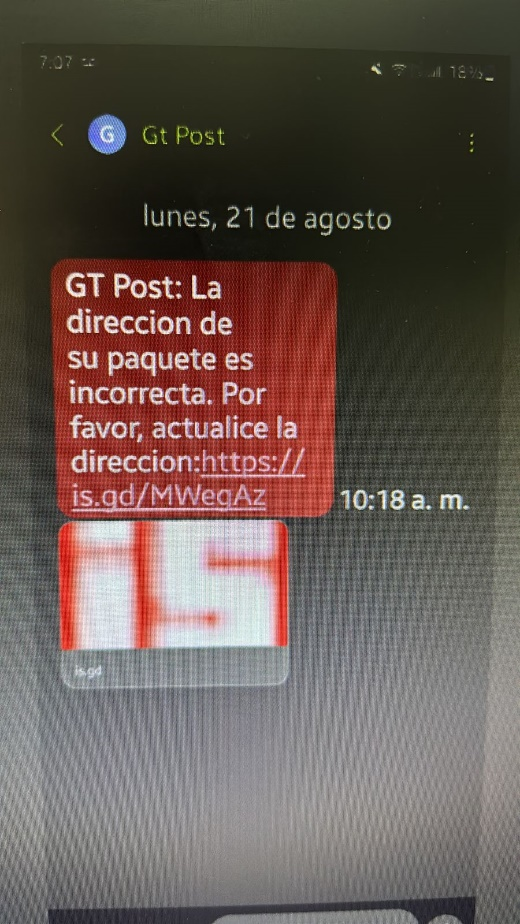 7:07
18%
G Gt Post
lunes, 21 de agosto
GT Post: La
direccion de
su paquete es
incorrecta. Por
favor, actualice la
direccion:https://
is.gd/MWegAz
10:18 a. m.
is
is.gd